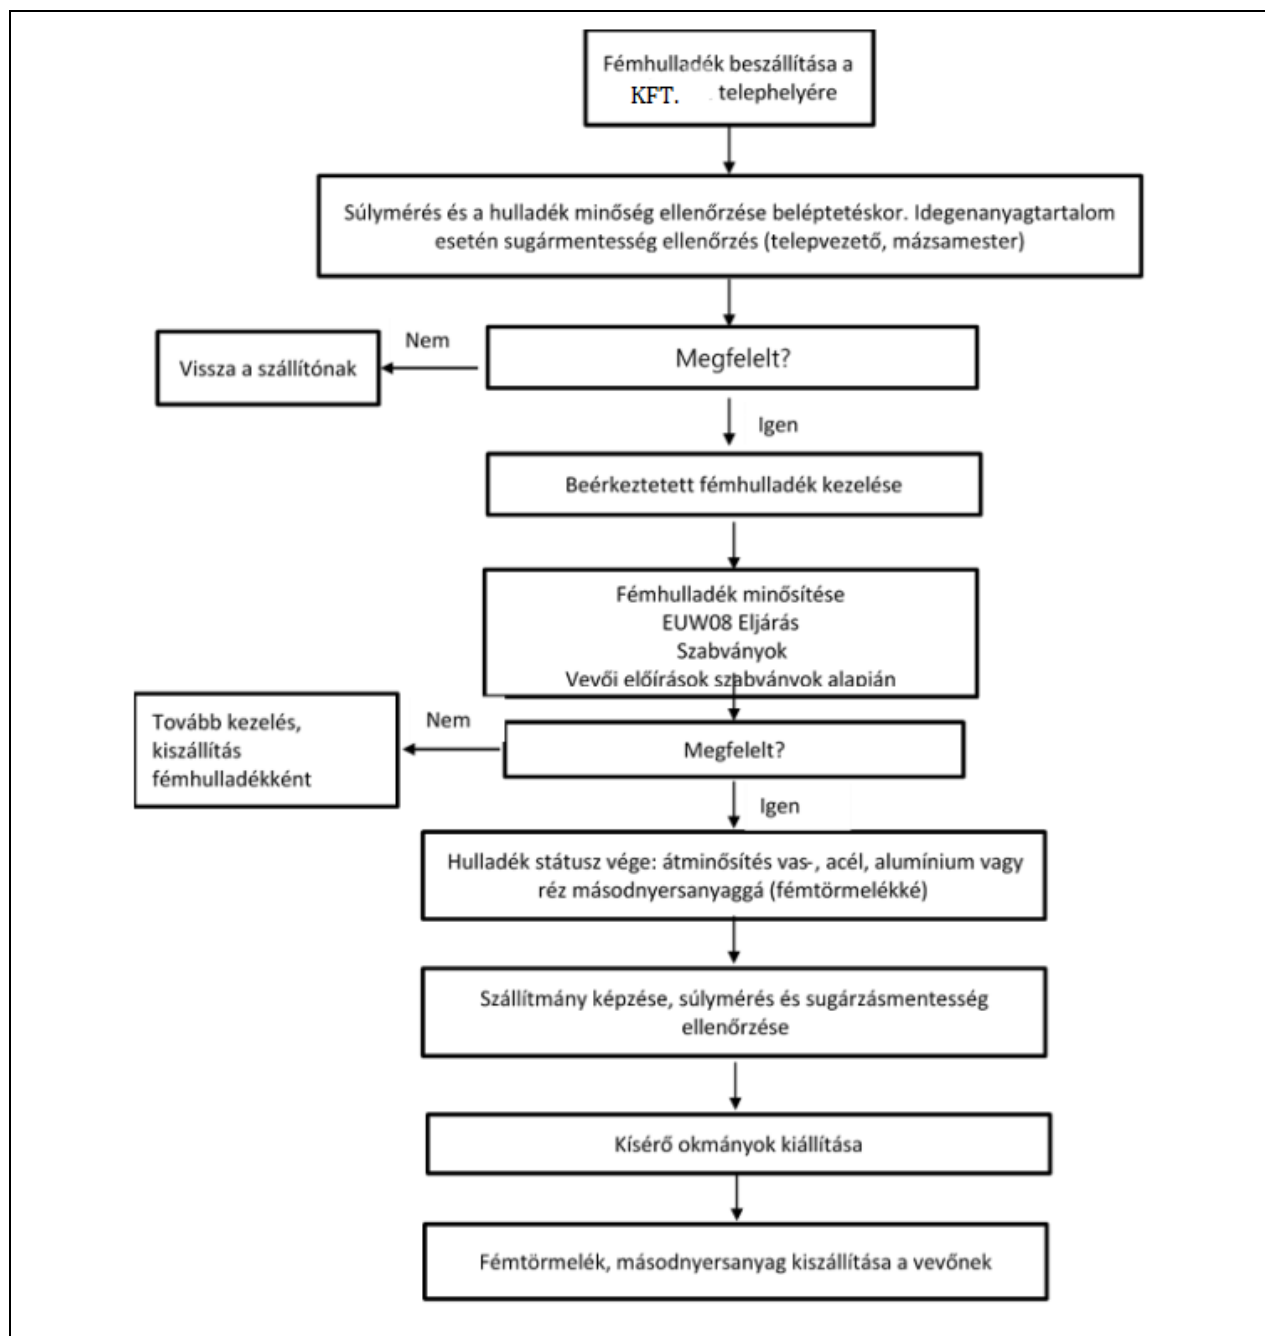 Fémhulladék beszállítása a
KFT. telephelyére
Súlymérés és a hulladék minőség ellenőrzése beléptetéskor. Idegenanyagtartalom
esetén sugármentesség ellenőrzés (telepvezető, mázsamester)
Nem
Megfelelt?
Vissza a szállítónak
Igen
Beérkeztetett fémhulladék kezelése
Fémhulladék minősítése
EUW08 Eljárás
Szabványok
Vevői előírások szabványok alapján
Tovább kezelés,
kiszállítás
fémhulladékként
Nem
Megfelelt?
Igen
Hulladék státusz vége: átminősítés vas-, acél, alumínium vagy
réz másodnyersanyaggá (fémtörmelékké)
Szállítmány képzése, súlymérés és sugárzásmentesség
ellenőrzése
Kísérő okmányok kiállítása
Fémtörmelék, másodnyersanyag kiszállítása a vevőnek